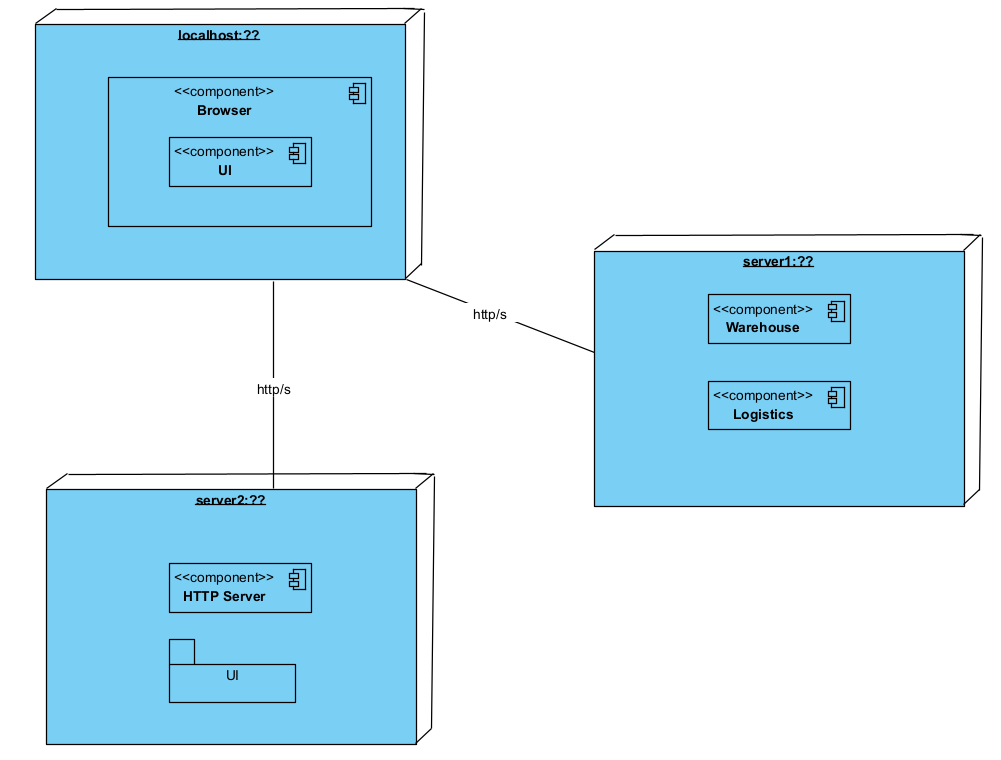 localhost:??
<<component>>
Browser
<<component>>
UI
http/s
server1:??
<<component>>
Warehouse
<<component>>
Logistics
http/s
server2:??
<<component>>
HTTP Server
UI